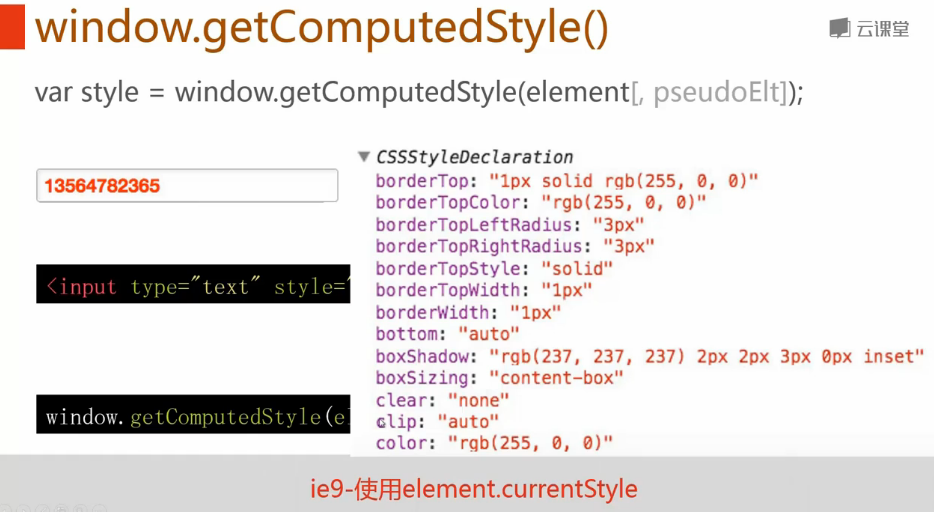 window.getComputedStyle()
云课堂
var style = window.getComputedStyle(element[, pseudoElt]);
13564782365
<input type="text" style="
window.getComputedStyle(el
▼ CSSStyleDeclaration
borderTop: "1px solid rgb(255, 0, 0)"
borderTopColor: "rgb(255, 0, 0)"
borderTopLeftRadius: "3px"
borderTopRightRadius: "3px"
borderTopStyle: "solid"
borderTopWidth: "1px"
borderWidth: "1px"
bottom: "auto"
boxShadow: "rgb(237, 237, 237) 2px 2px 3px 0px inset"
boxSizing: "content-box"
clear: "none"
clip: "auto"
color: "rgb(255, 0, 0)"
ie9-使用element.currentStyle